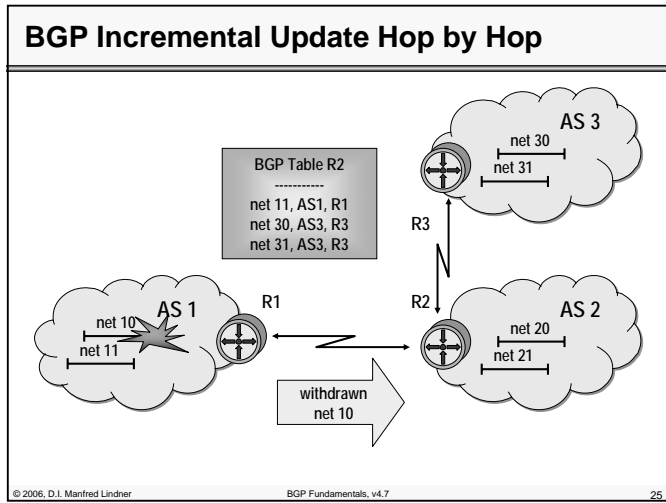 BGP Incremental Update Hop by Hop
BGP Table R2
-----------
net 11, AS1, R1
net 30, AS3, R3
net 31, AS3, R3
AS 3
net 30
net 31
R3
AS 1
R1
net 10
net 11
R2
AS 2
net 20
net 21
withdrawn
net 10
© 2006, D.I. Manfred Lindner
BGP Fundamentals, v4.7
25